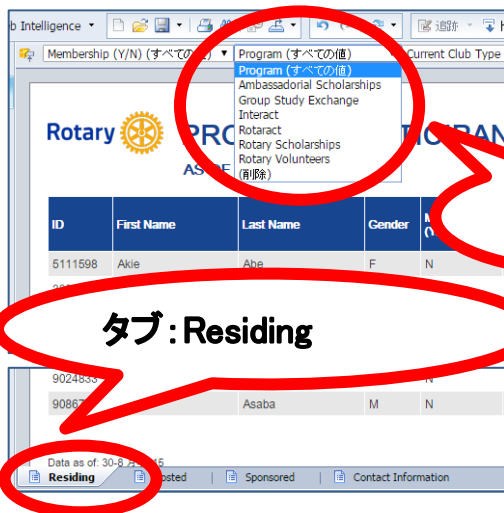 b Intelligence
追跡
Membership (Y/N) (すべての値) Program (すべての値) Current Club Type
Program (すべての値)
Ambassadorial Scholarships
Group Study Exchange
Interact
Rotaract
Rotary Scholarships
Rotary Volunteers
(削除)
Rotary
AS OF
ID First Name Last Name Gender
5111598 Akie Abe F N
タブ：Residing
9024833 N
9086 Asaba M N
Data as of: 30-8月 15
Residing osted Sponsored Contact Information